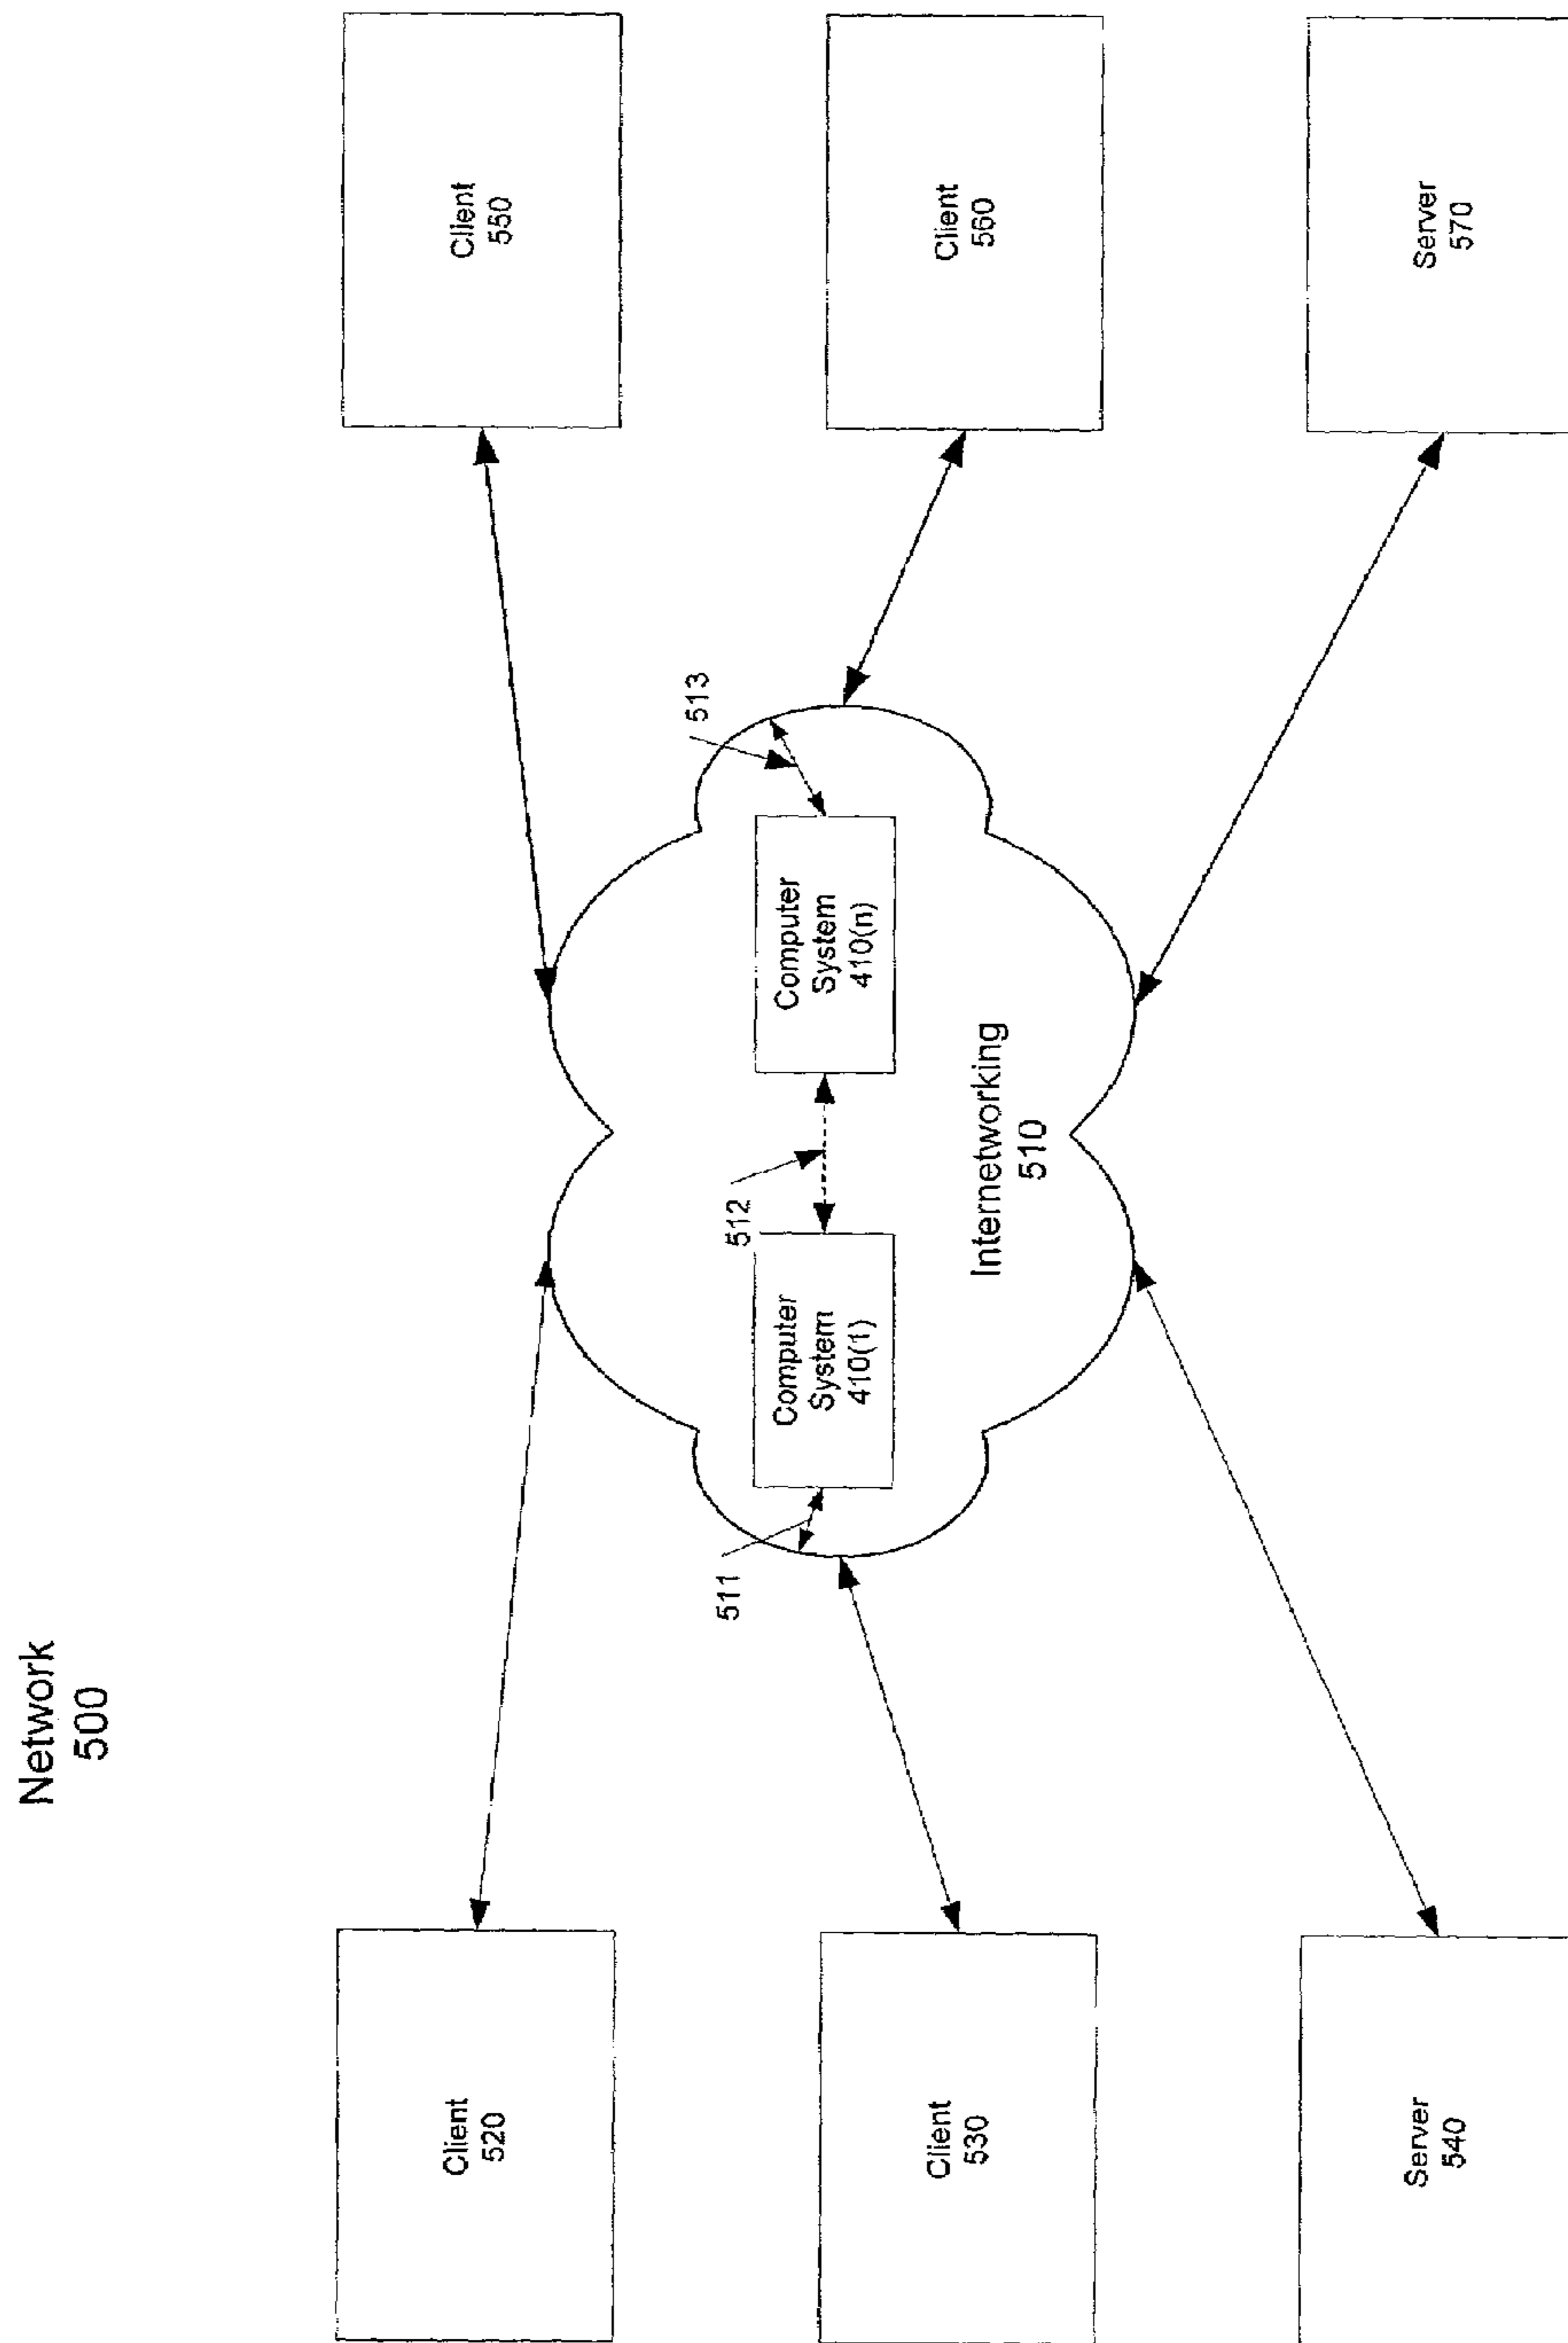 Network
500
Client
520
Client
530
Server
540
Client
550
Client
560
Server
570
511
512
513
Computer
System
410(1)
Computer
System
410(n)
Internetworking
510